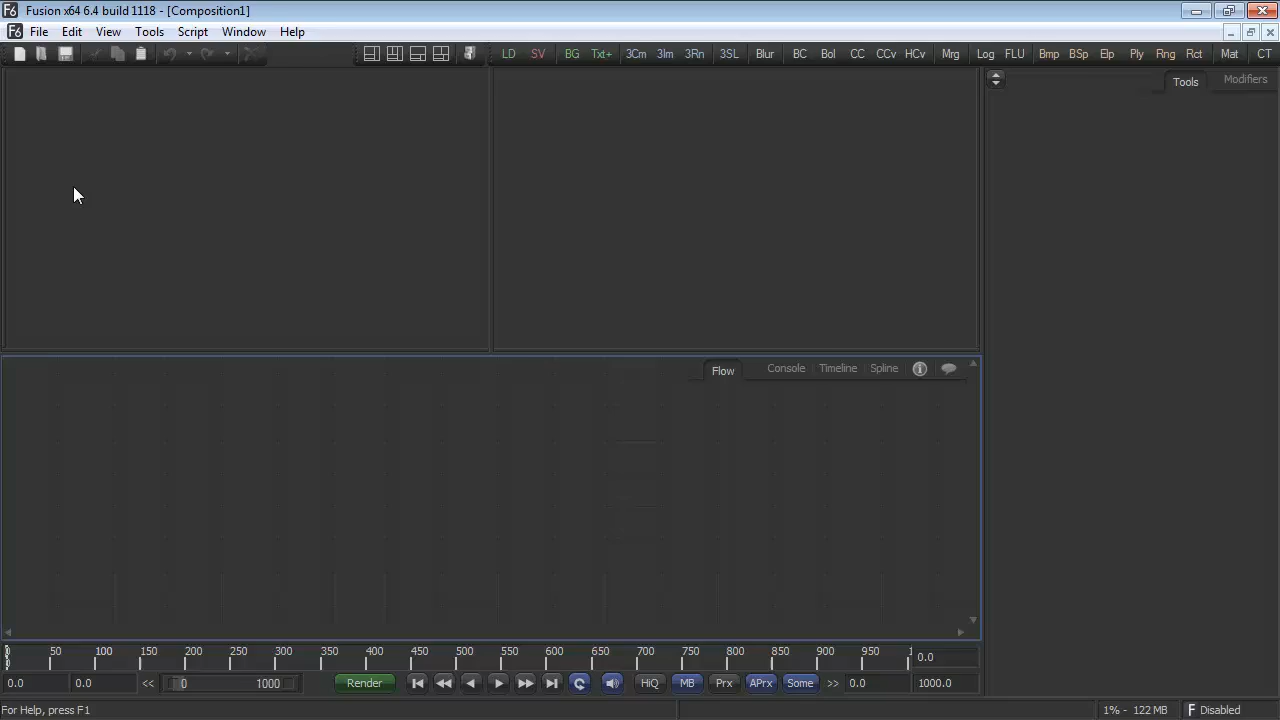 Fusion x64 6.4 build 1118 - [Composition1]
File Edit View Tools Script Window Help
LD SV BG Txt+ 3Cm 3Im 3Rn 3SL Blur BC Bol CC CCv HCv Mrg Log FLU Bmp BSp Elp Ply Rng Rct Mat CT
Tools Modifiers
Flow Console Timeline Spline
0 50 100 150 200 250 300 350 400 450 500 550 600 650 700 750 800 850 900 950 0.0
0.0 0.0 << 0 1000 Render HiQ MB Prx APrx Some >> 0.0 1000.0
For Help, press F1 1% - 122 MB F Disabled